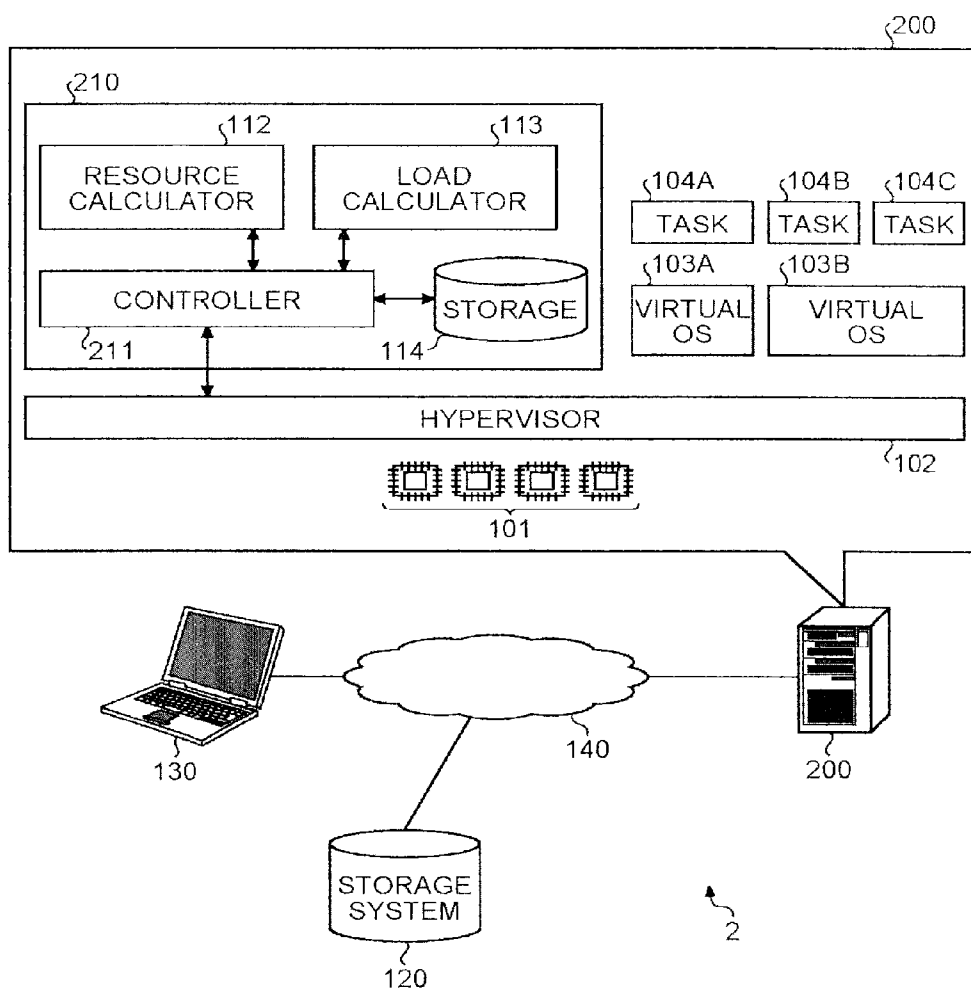 200
210
112
113
RESOURCE
CALCULATOR
LOAD
CALCULATOR
104A
104B
104C
TASK
TASK
TASK
CONTROLLER
STORAGE
103A
103B
VIRTUAL
OS
VIRTUAL
OS
211
114
HYPERVISOR
102
101
130
140
200
STORAGE
SYSTEM
120
2